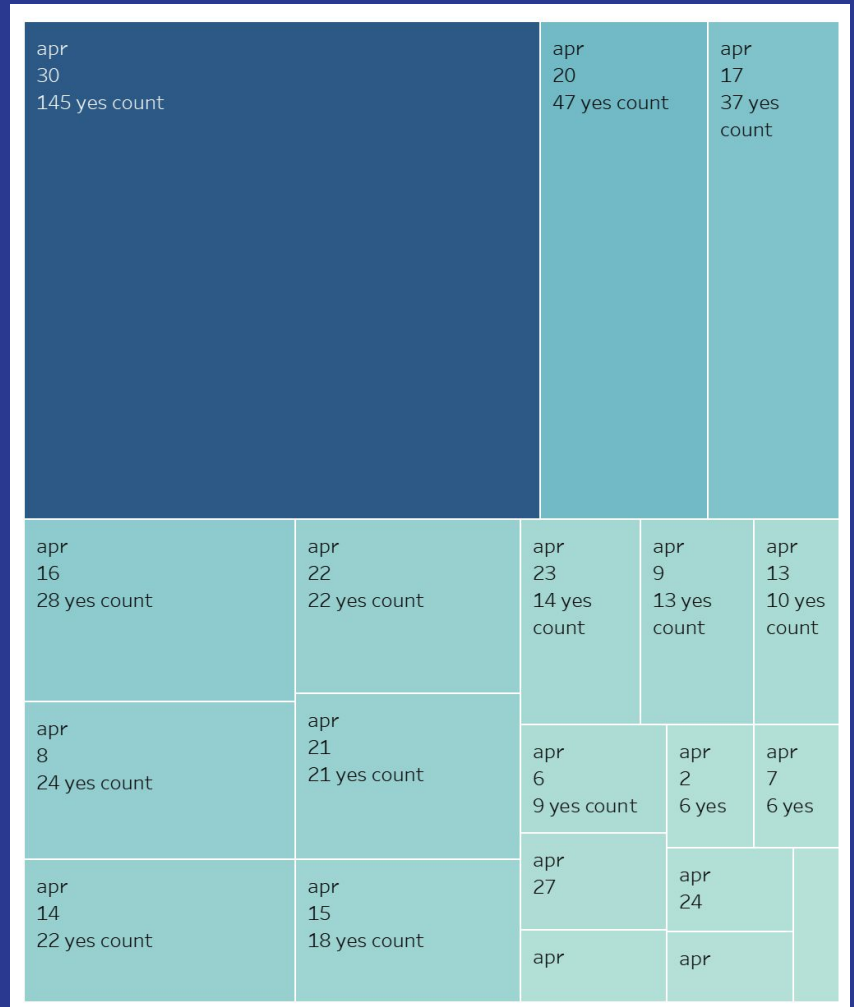 apr
30
145 yes count
apr
20
47 yes count
apr
17
37 yes
count
apr
16
28 yes count
apr
22
22 yes count
apr
23
14 yes
count
apr
9
13 yes
count
apr
13
10 yes
count
apr
8
24 yes count
apr
21
21 yes count
apr
6
9 yes count
apr
2
6 yes
apr
7
6 yes
apr
14
22 yes count
apr
15
18 yes count
apr
27
apr
24
apr
apr